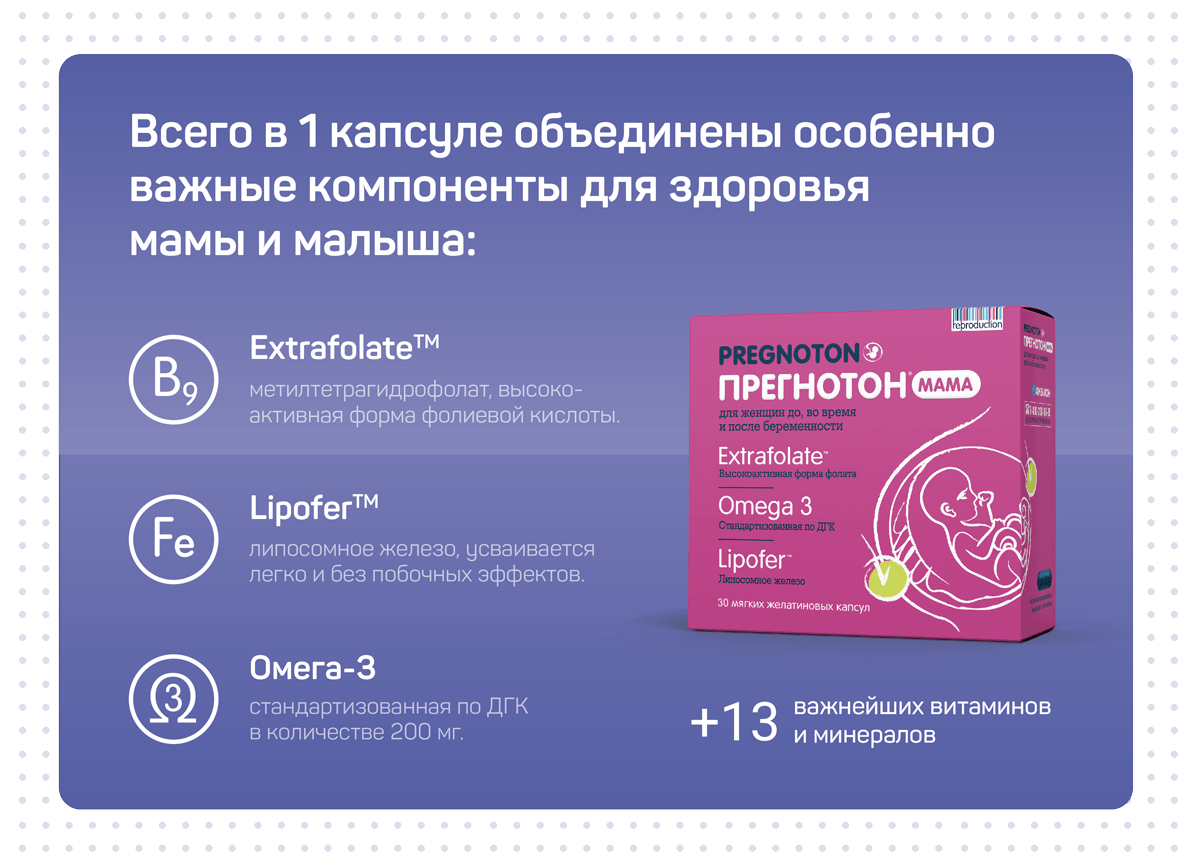 Всего в 1 капсуле объединены особенно
важные компоненты для здоровья
мамы и малыша:
B9
Extrafolate™
метилтетрагидрофолат, высоко-
активная форма фолиевой кислоты.
Fe
Lipofer™
липосомное железо, усваивается
легко и без побочных эффектов.
Ω3
Омега-3
стандартизованная по ДГК
в количестве 200 мг.
reproduction
PREGNOTON
ПРЕГНОТОН® МАМА
для женщин до, во время
и после беременности
Extrafolate™
Высокоактивная форма фолата
Omega 3
Стандартизованная по ДГК
Lipofer™
Липосомное железо
30 мягких желатиновых капсул
+13 важнейших витаминов
и минералов